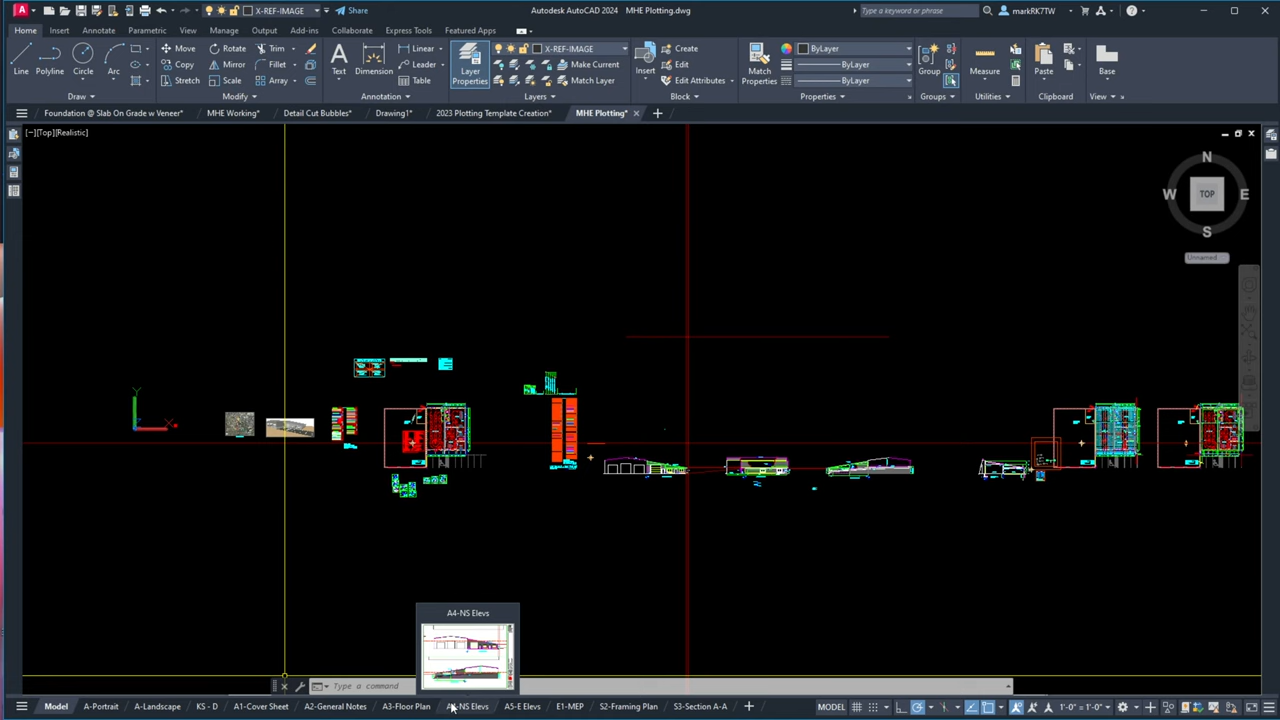 A
X-REF-IMAGE
Share
Autodesk AutoCAD 2024 MHE Plotting.dwg
Type a keyword or phrase
markRK7TW
Home Insert Annotate Parametric View Manage Output Add-ins Collaborate Express Tools Featured Apps
Line Polyline Circle Arc
Move Rotate Trim
Copy Mirror Fillet
Stretch Scale Array
Text Dimension
Linear
Leader
Table
Layer Properties
X-REF-IMAGE
Make Current
Match Layer
Insert
Create
Edit
Edit Attributes
Match Properties
ByLayer
ByLayer
ByLayer
Group Measure Paste Base
Draw Modify Annotation Layers Block Properties Groups Utilities Clipboard View
Foundation @ Slab On Grade w Veneer* MHE Working* Detail Cut Bubbles* Drawing1* 2023 Plotting Template Creation* MHE Plotting*
[−][Top][Realistic]
N
W TOP E
S
Unnamed
Y
X
A4-NS Elevs
Type a command
Model A-Portrait A-Landscape KS - D A1-Cover Sheet A2-General Notes A3-Floor Plan A4-NS Elevs A5-E Elevs E1-MEP S2-Framing Plan S3-Section A-A
MODEL 1'-0" = 1'-0"